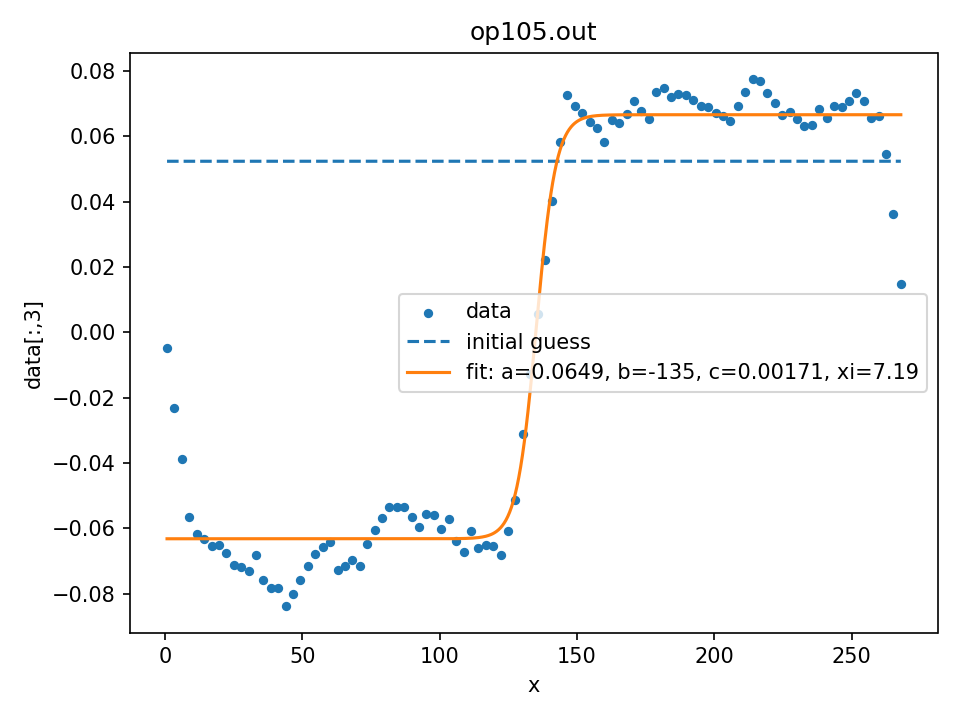 op105.out
0.08
0.06
0.04
0.02
0.00
−0.02
−0.04
−0.06
−0.08
data[:,3]
data
initial guess
fit: a=0.0649, b=-135, c=0.00171, xi=7.19
0 50 100 150 200 250
x